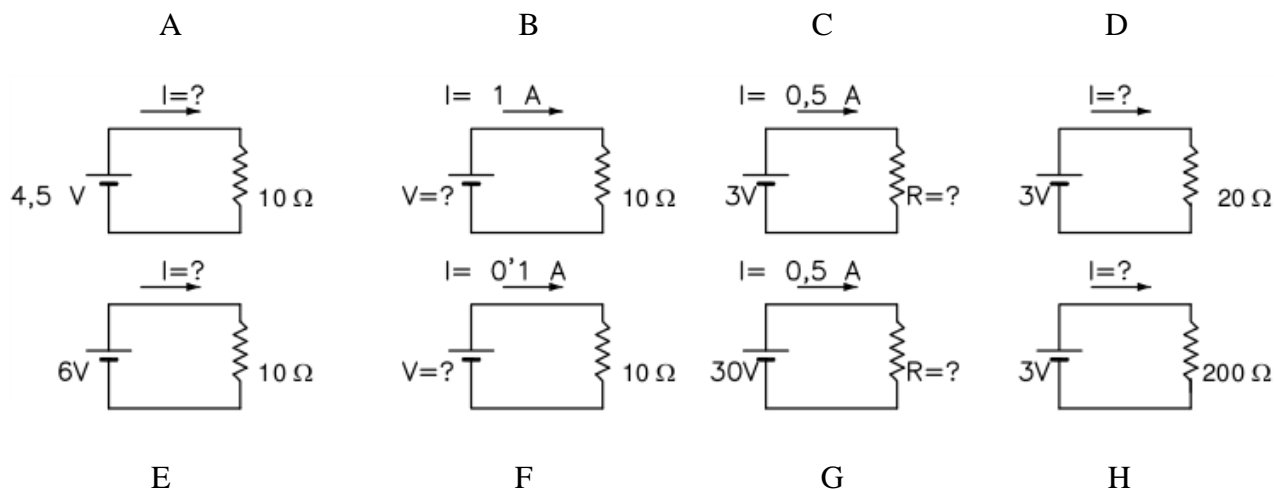 A B C D
I=? I= 1 A I= 0,5 A I=?
4,5 V 10 Ω V=? 10 Ω 3V R=? 3V 20 Ω
I=? I= 0'1 A I= 0,5 A I=?
6V 10 Ω V=? 10 Ω 30V R=? 3V 200 Ω
E F G H